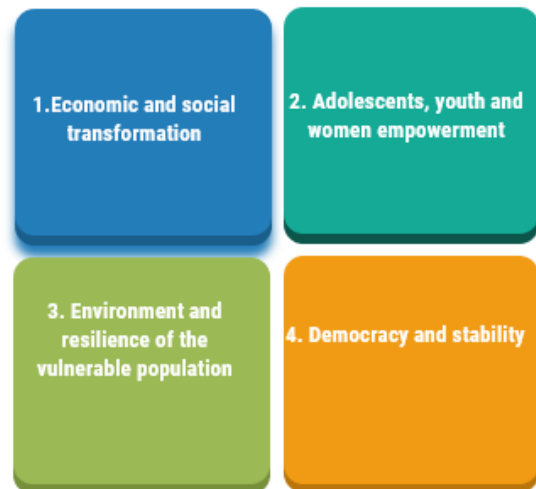 1.Economic and social
transformation
2. Adolescents, youth and
women empowerment
3. Environment and
resilience of the
vulnerable population
4. Democracy and stability